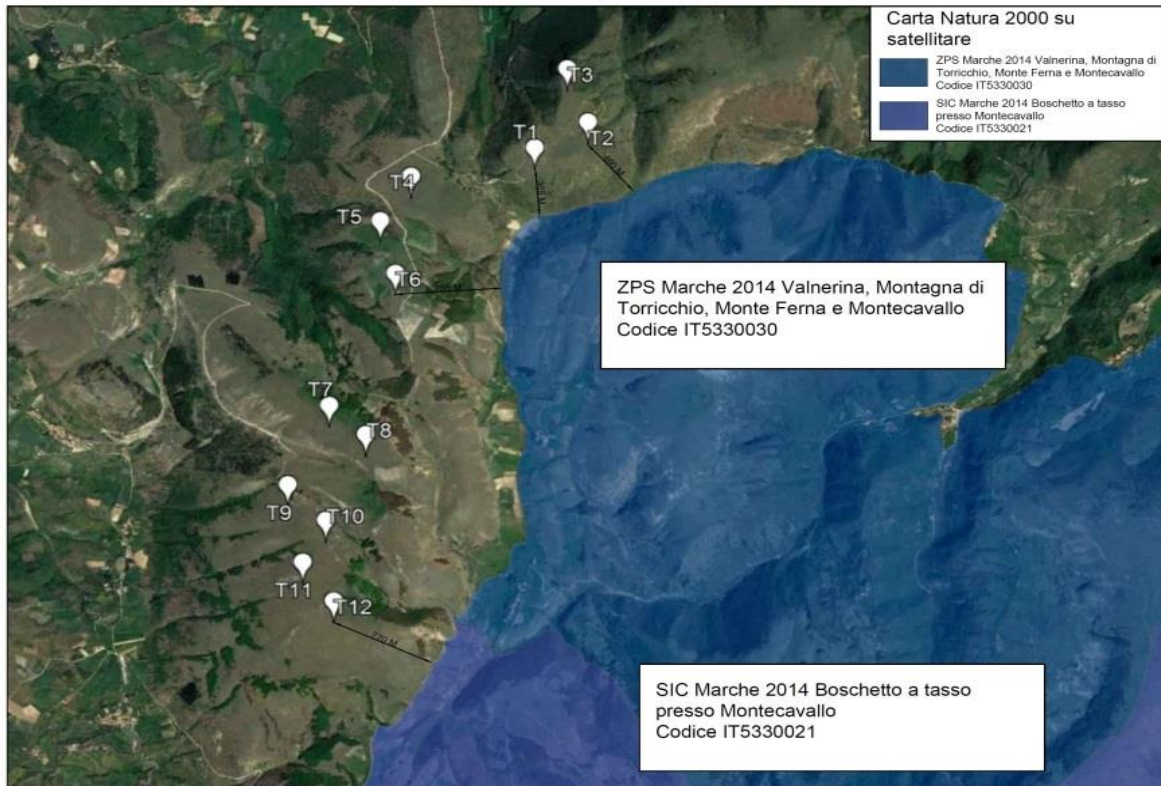 Carta Natura 2000 su
satellitare
ZPS Marche 2014 Valnerina, Montagna di
Torricchio, Monte Ferna e Montecavallo
Codice IT5330030
SIC Marche 2014 Boschetto a tasso
presso Montecavallo
Codice IT5330021
T3
T2
T1
T4
T5
T6
ZPS Marche 2014 Valnerina, Montagna di
Torricchio, Monte Ferna e Montecavallo
Codice IT5330030
T7
T8
T9
T10
T11
T12
770 M
SIC Marche 2014 Boschetto a tasso
presso Montecavallo
Codice IT5330021